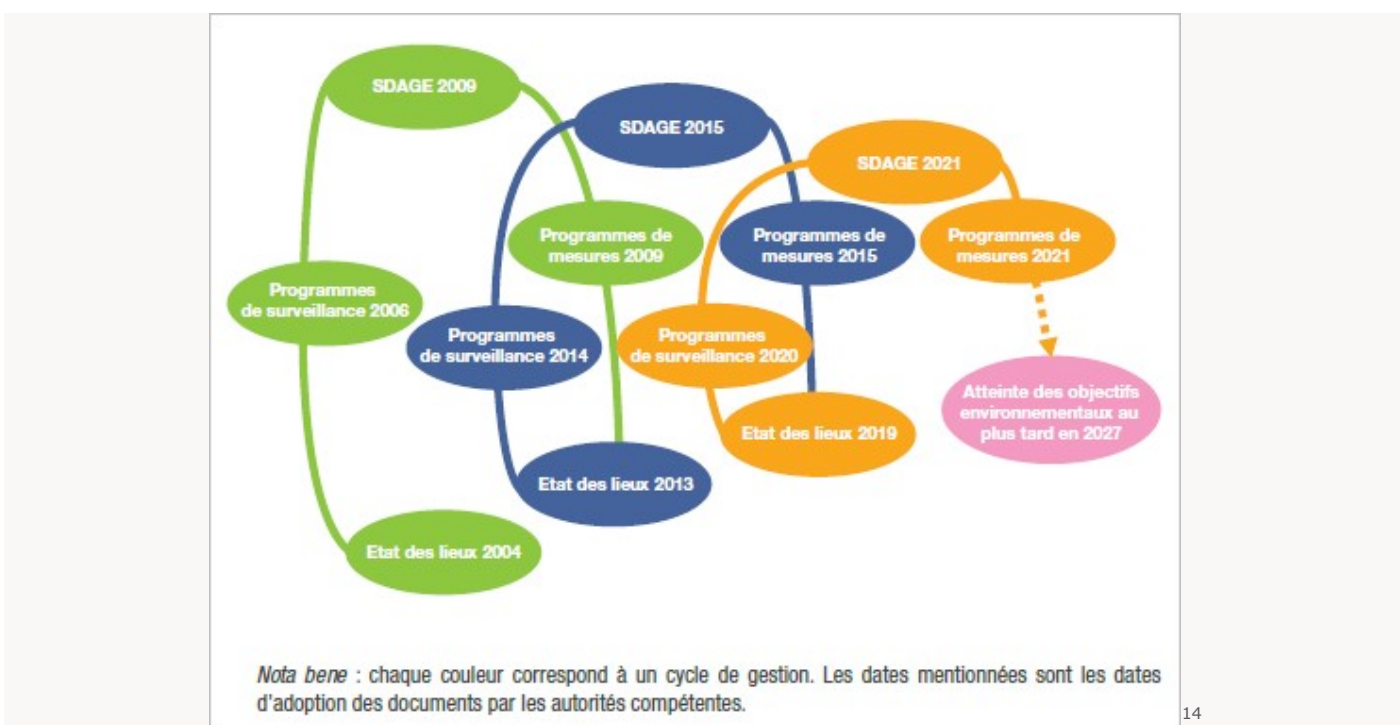 SDAGE 2009
SDAGE 2015
SDAGE 2021
Programmes de
mesures 2009
Programmes de
mesures 2015
Programmes de
mesures 2021
Programmes
de surveillance 2006
Programmes
de surveillance 2014
Programmes
de surveillance 2020
Atteinte des objectifs
environnementaux au
plus tard en 2027
Etat des lieux 2019
Etat des lieux 2013
Etat des lieux 2004
Nota bene : chaque couleur correspond à un cycle de gestion. Les dates mentionnées sont les dates
d'adoption des documents par les autorités compétentes.
14